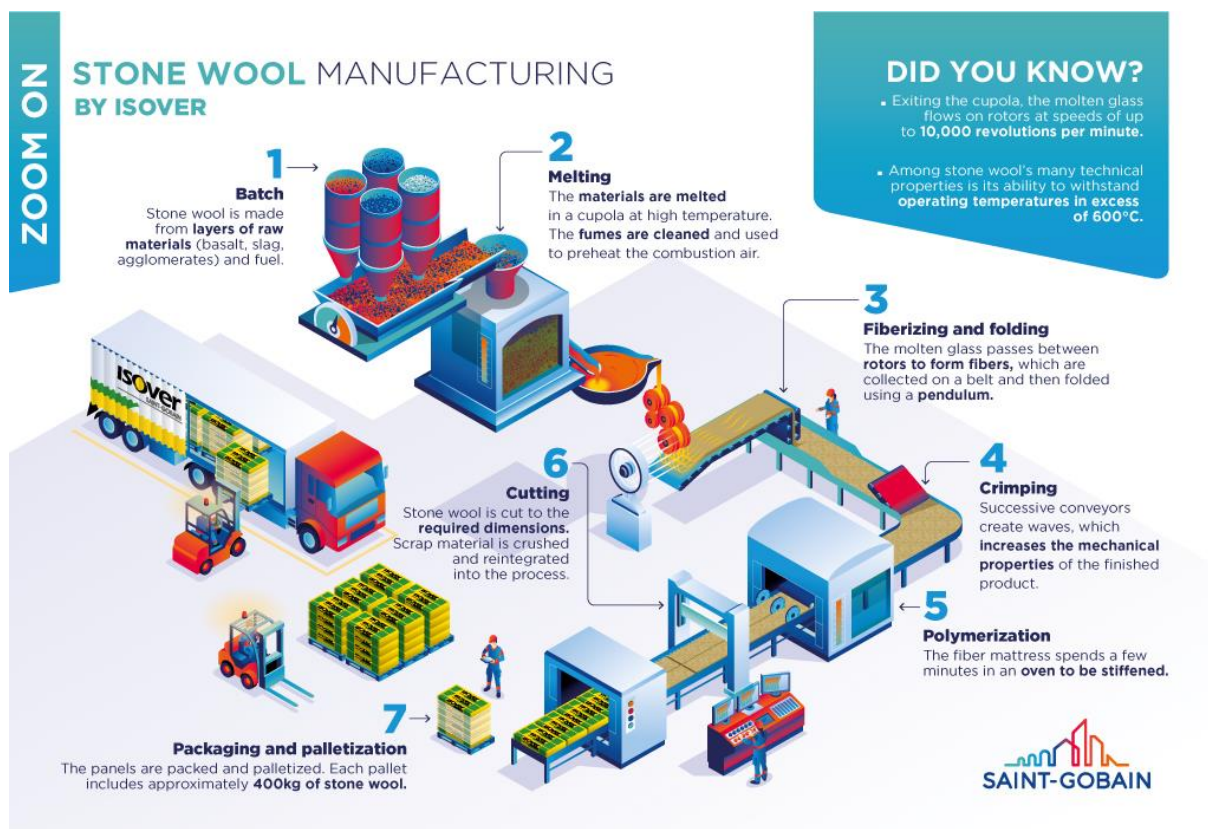 ZOOM ON
STONE WOOL MANUFACTURING
BY ISOVER
DID YOU KNOW?
▪ Exiting the cupola, the molten glass
flows on rotors at speeds of up
to 10,000 revolutions per minute.
▪ Among stone wool's many technical
properties is its ability to withstand
operating temperatures in excess
of 600°C.
1
Batch
Stone wool is made
from layers of raw
materials (basalt, slag,
agglomerates) and fuel.
2
Melting
The materials are melted
in a cupola at high temperature.
The fumes are cleaned and used
to preheat the combustion air.
3
Fiberizing and folding
The molten glass passes between
rotors to form fibers, which are
collected on a belt and then folded
using a pendulum.
4
Crimping
Successive conveyors
create waves, which
increases the mechanical
properties of the finished
product.
5
Polymerization
The fiber mattress spends a few
minutes in an oven to be stiffened.
6
Cutting
Stone wool is cut to the
required dimensions.
Scrap material is crushed
and reintegrated
into the process.
7
Packaging and palletization
The panels are packed and palletized. Each pallet
includes approximately 400kg of stone wool.
isover
SAINT-GOBAIN
SAINT-GOBAIN